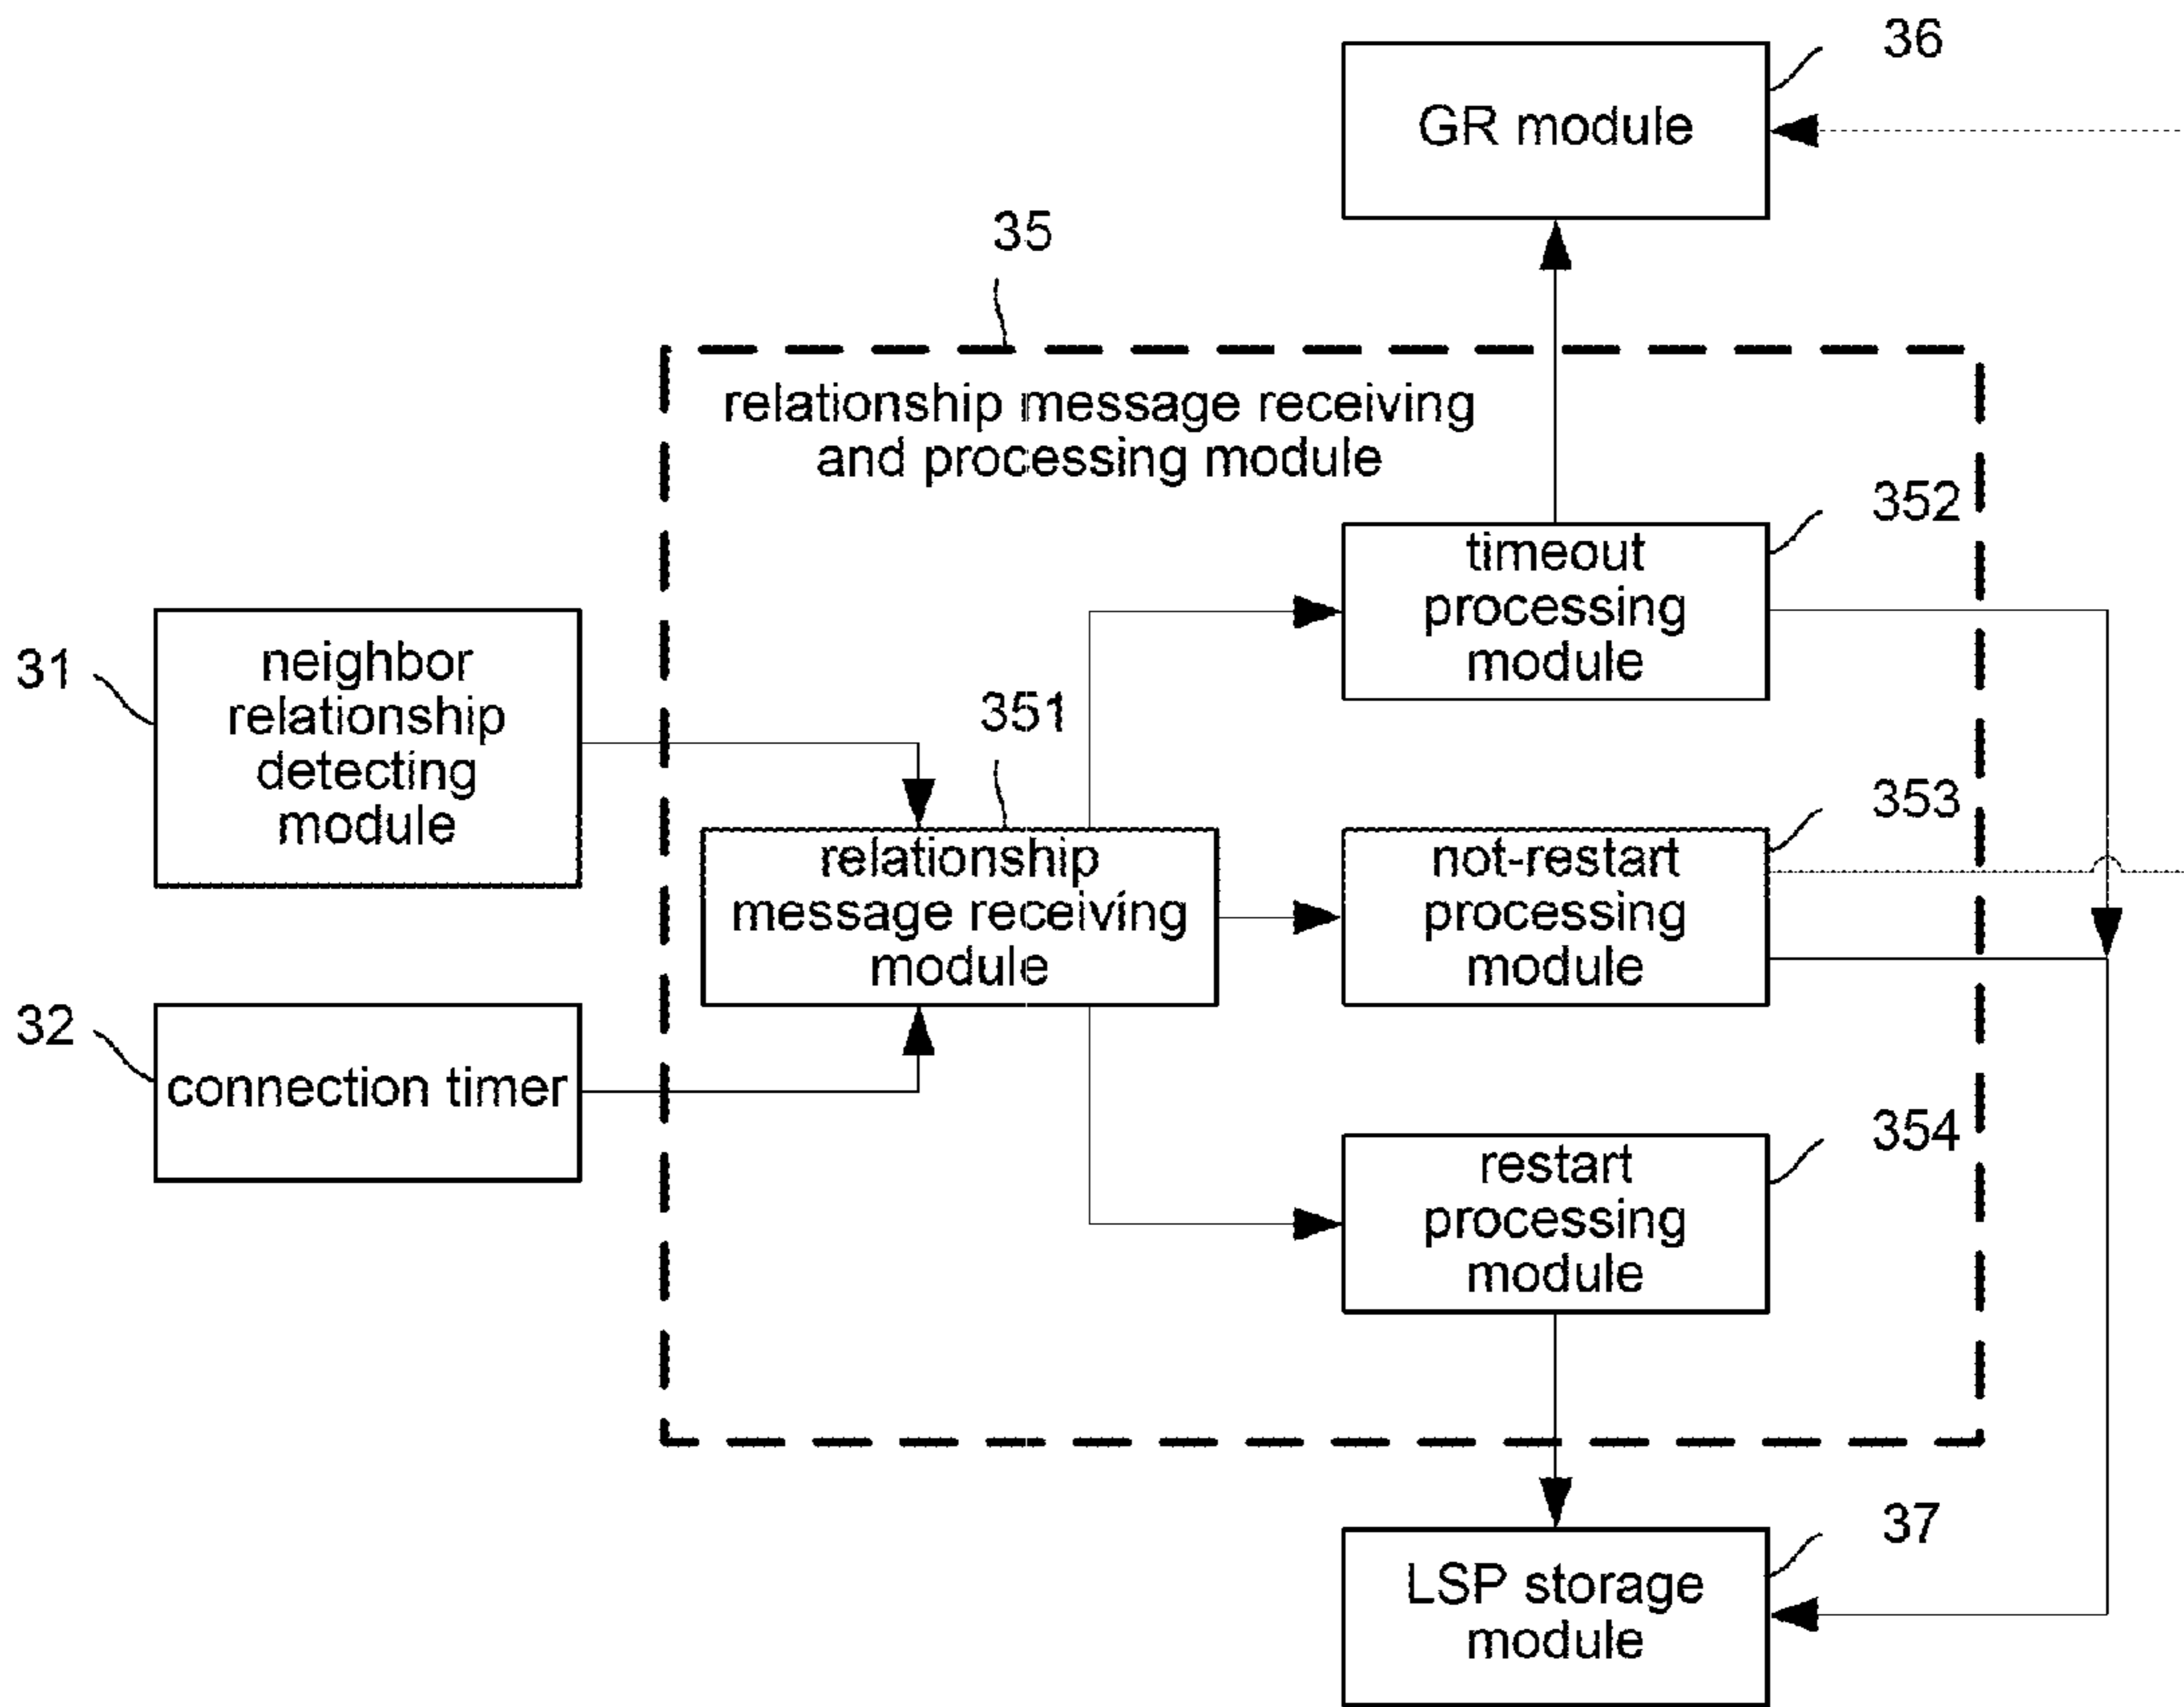 36
GR module
35
relationship message receiving
and processing module
352
timeout
processing
module
31
neighbor
relationship
detecting
module
351
relationship
message receiving
module
353
not-restart
processing
module
32
connection timer
354
restart
processing
module
37
LSP storage
module